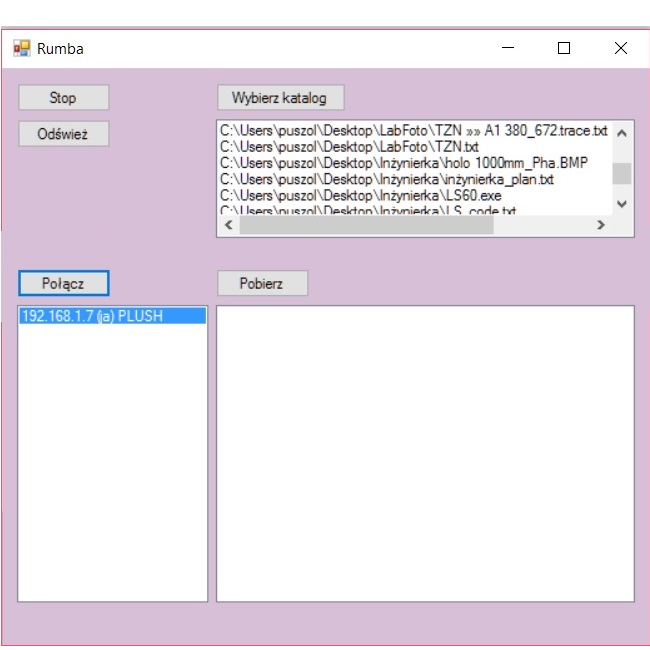 Rumba
Stop
Wybierz katalog
Odśwież
C:\Users\puszol\Desktop\LabFoto\TZN »» A1 380_672.trace.txt
C:\Users\puszol\Desktop\LabFoto\TZN.txt
C:\Users\puszol\Desktop\Inżynierka\holo 1000mm_Pha.BMP
C:\Users\puszol\Desktop\Inżynierka\inżynierka_plan.txt
C:\Users\puszol\Desktop\Inżynierka\LS60.exe
C:\Users\puszol\Desktop\Inżynierka\LS_code.txt
Połącz
Pobierz
192.168.1.7 (ja) PLUSH